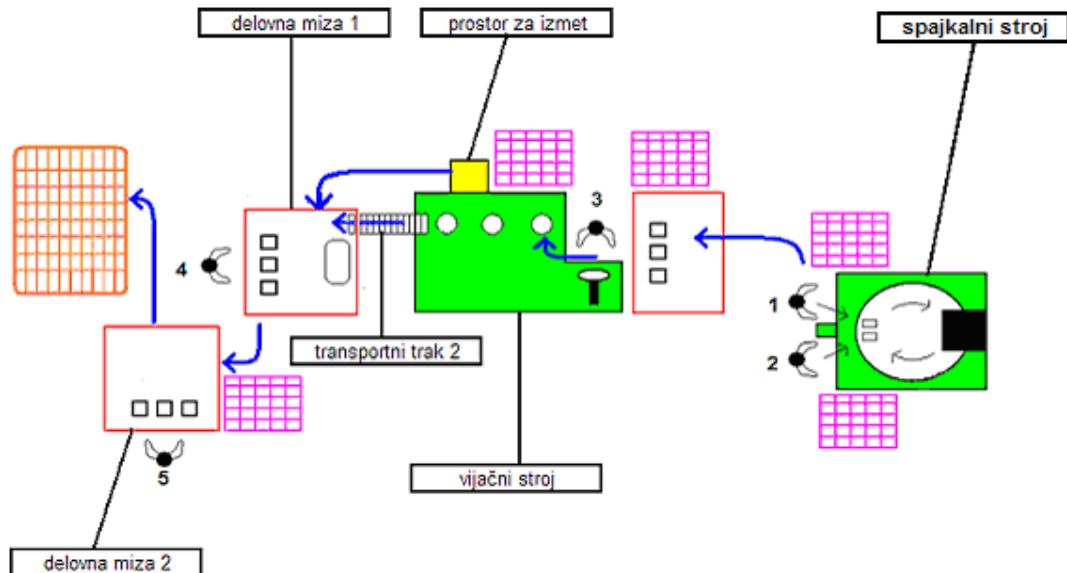 delovna miza 1
prostor za izmet
spajkalni stroj
3
4
1
2
transportni trak 2
5
vijačni stroj
delovna miza 2